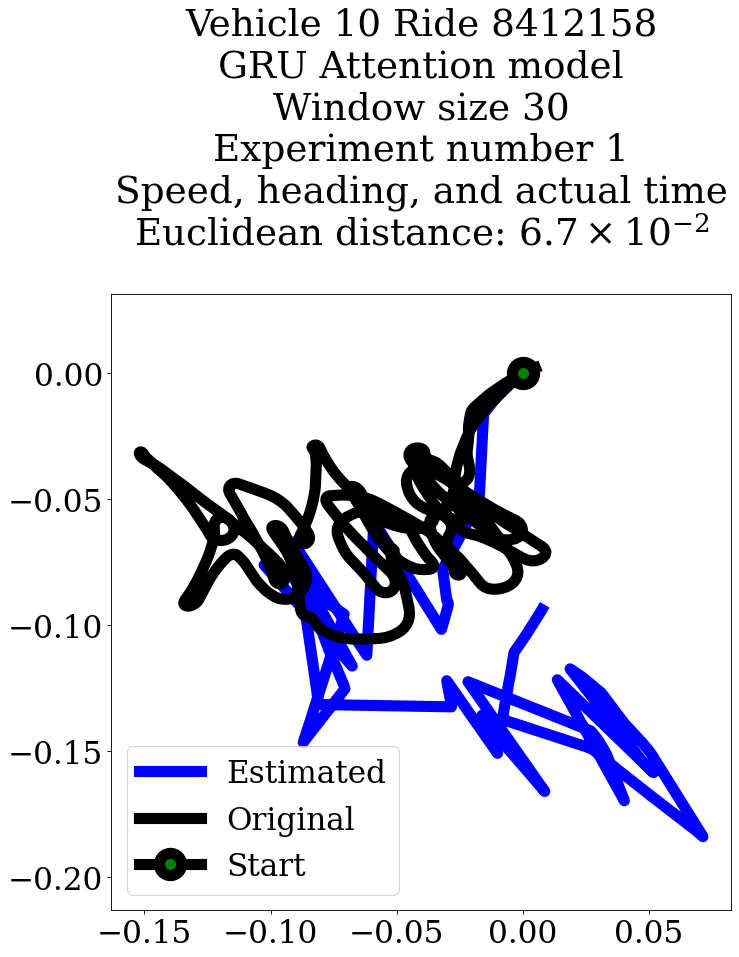 Vehicle 10 Ride 8412158
GRU Attention model
Window size 30
Experiment number 1
Speed, heading, and actual time
Euclidean distance: 6.7 × 10⁻²
0.00
−0.05
−0.10
−0.15
−0.20
Estimated
Original
Start
−0.15 −0.10 −0.05 0.00 0.05